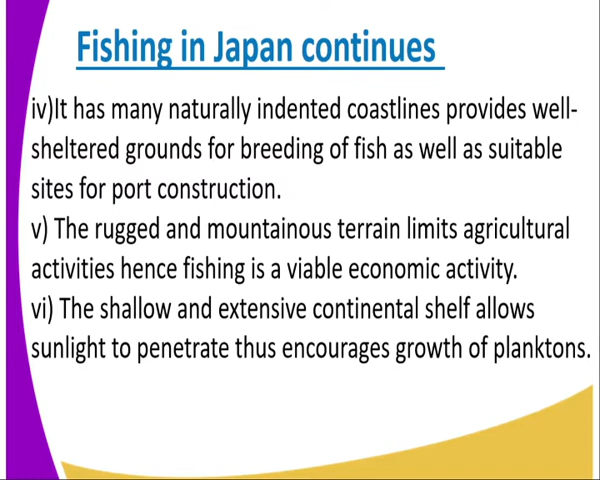 Fishing in Japan continues
iv)It has many naturally indented coastlines provides well-
sheltered grounds for breeding of fish as well as suitable
sites for port construction.
v) The rugged and mountainous terrain limits agricultural
activities hence fishing is a viable economic activity.
vi) The shallow and extensive continental shelf allows
sunlight to penetrate thus encourages growth of planktons.